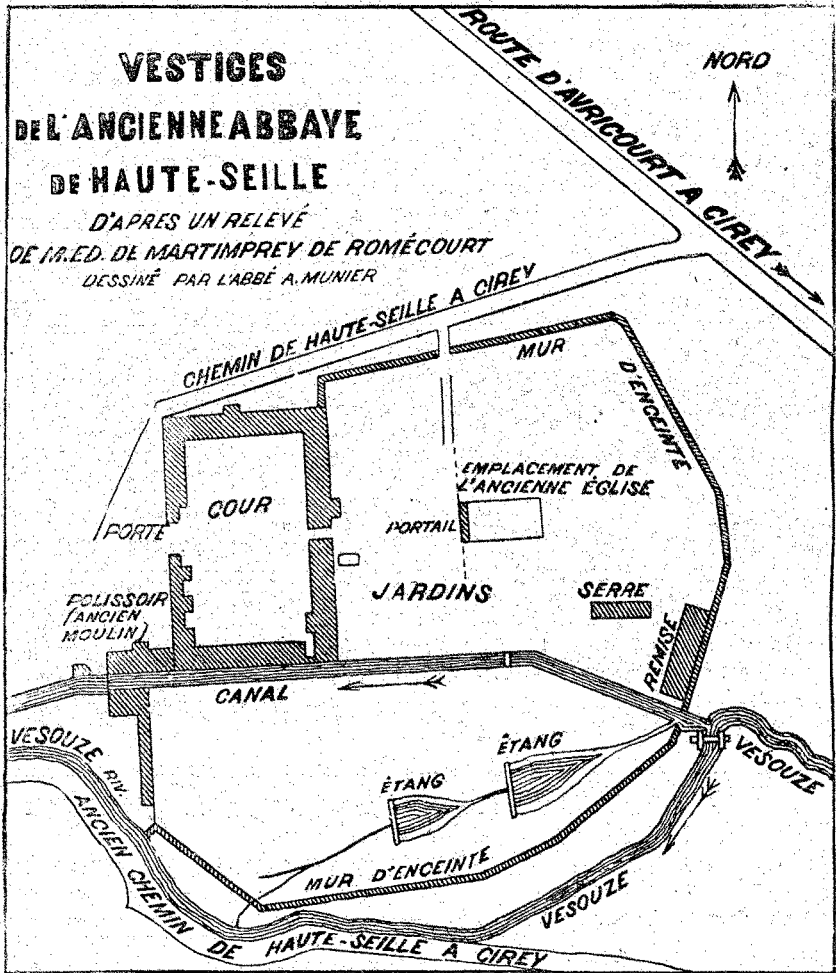 VESTIGES
DE L'ANCIENNE ABBAYE
DE HAUTE-SEILLE
D'APRES UN RELEVÉ
DE M. ED. DE MARTIMPREY DE ROMÉCOURT
DESSINÉ PAR L'ABBÉ A. MUNIER
NORD
ROUTE D'AVRICOURT A CIREY
CHEMIN DE HAUTE-SEILLE A CIREY
MUR
D'ENCEINTE
EMPLACEMENT DE
L'ANCIENNE ÉGLISE
COUR
PORTE
PORTAIL
JARDINS
SERRE
POLISSOIR
(ANCIEN
MOULIN)
REMISE
CANAL
VESOUZE RIV.
ÉTANG
ÉTANG
VESOUZE
MUR D'ENCEINTE
VESOUZE
ANCIEN CHEMIN DE HAUTE-SEILLE A CIREY